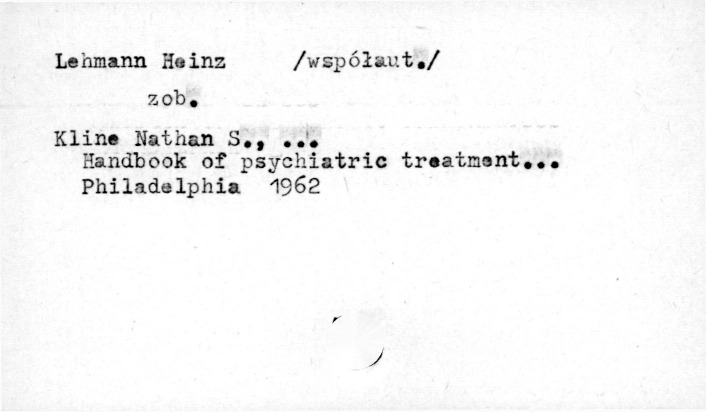 Lehmann Heinz /współaut./
zob.
Kline Nathan S., ...
Handbook of psychiatric treatment...
Philadelphia 1962